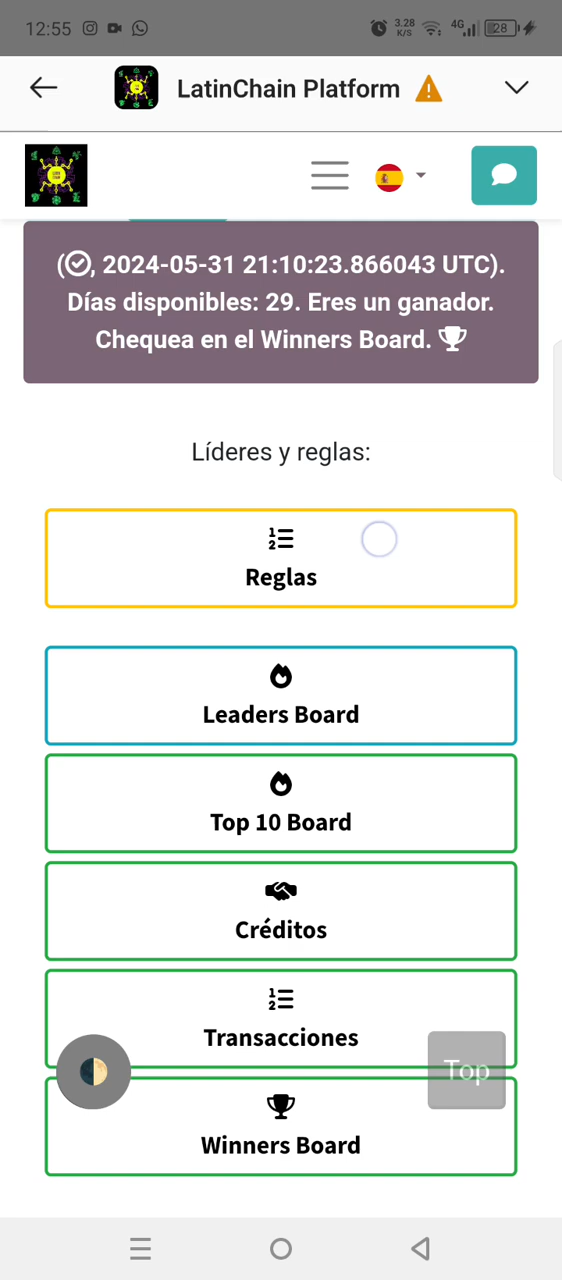 12:55
3.28
K/S
4G
28
LatinChain Platform
(, 2024-05-31 21:10:23.866043 UTC).
Días disponibles: 29. Eres un ganador.
Chequea en el Winners Board.
Líderes y reglas:
Reglas
Leaders Board
Top 10 Board
Créditos
Transacciones
Top
Winners Board